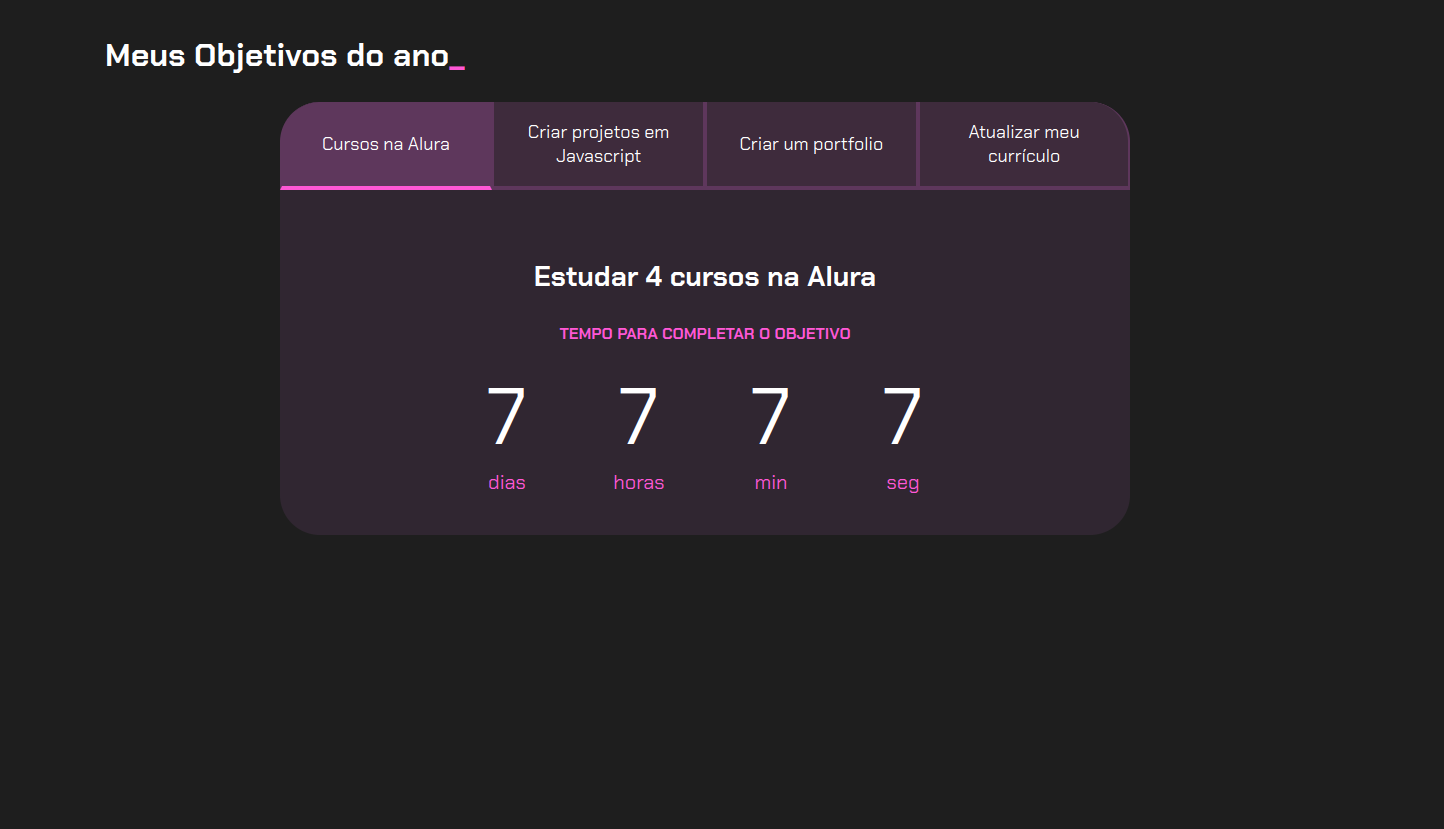 Meus Objetivos do ano_
Cursos na Alura
Criar projetos em
Javascript
Criar um portfolio
Atualizar meu
currículo
Estudar 4 cursos na Alura
TEMPO PARA COMPLETAR O OBJETIVO
7 7 7 7
dias horas min seg